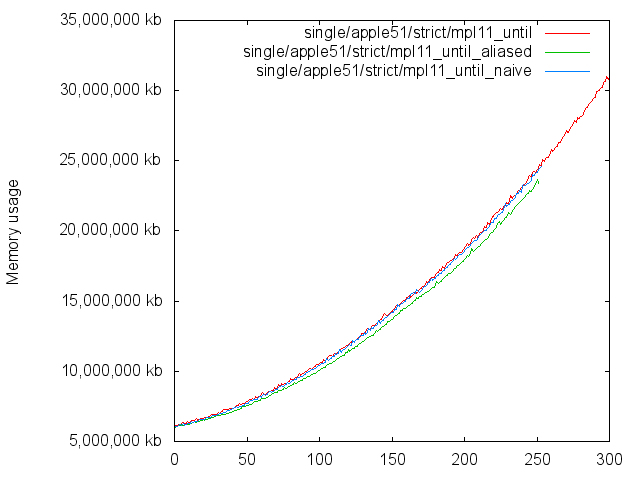 35,000,000 kb
30,000,000 kb
25,000,000 kb
20,000,000 kb
15,000,000 kb
10,000,000 kb
5,000,000 kb
Memory usage
single/apple51/strict/mpl11_until
single/apple51/strict/mpl11_until_aliased
single/apple51/strict/mpl11_until_naive
0 50 100 150 200 250 300